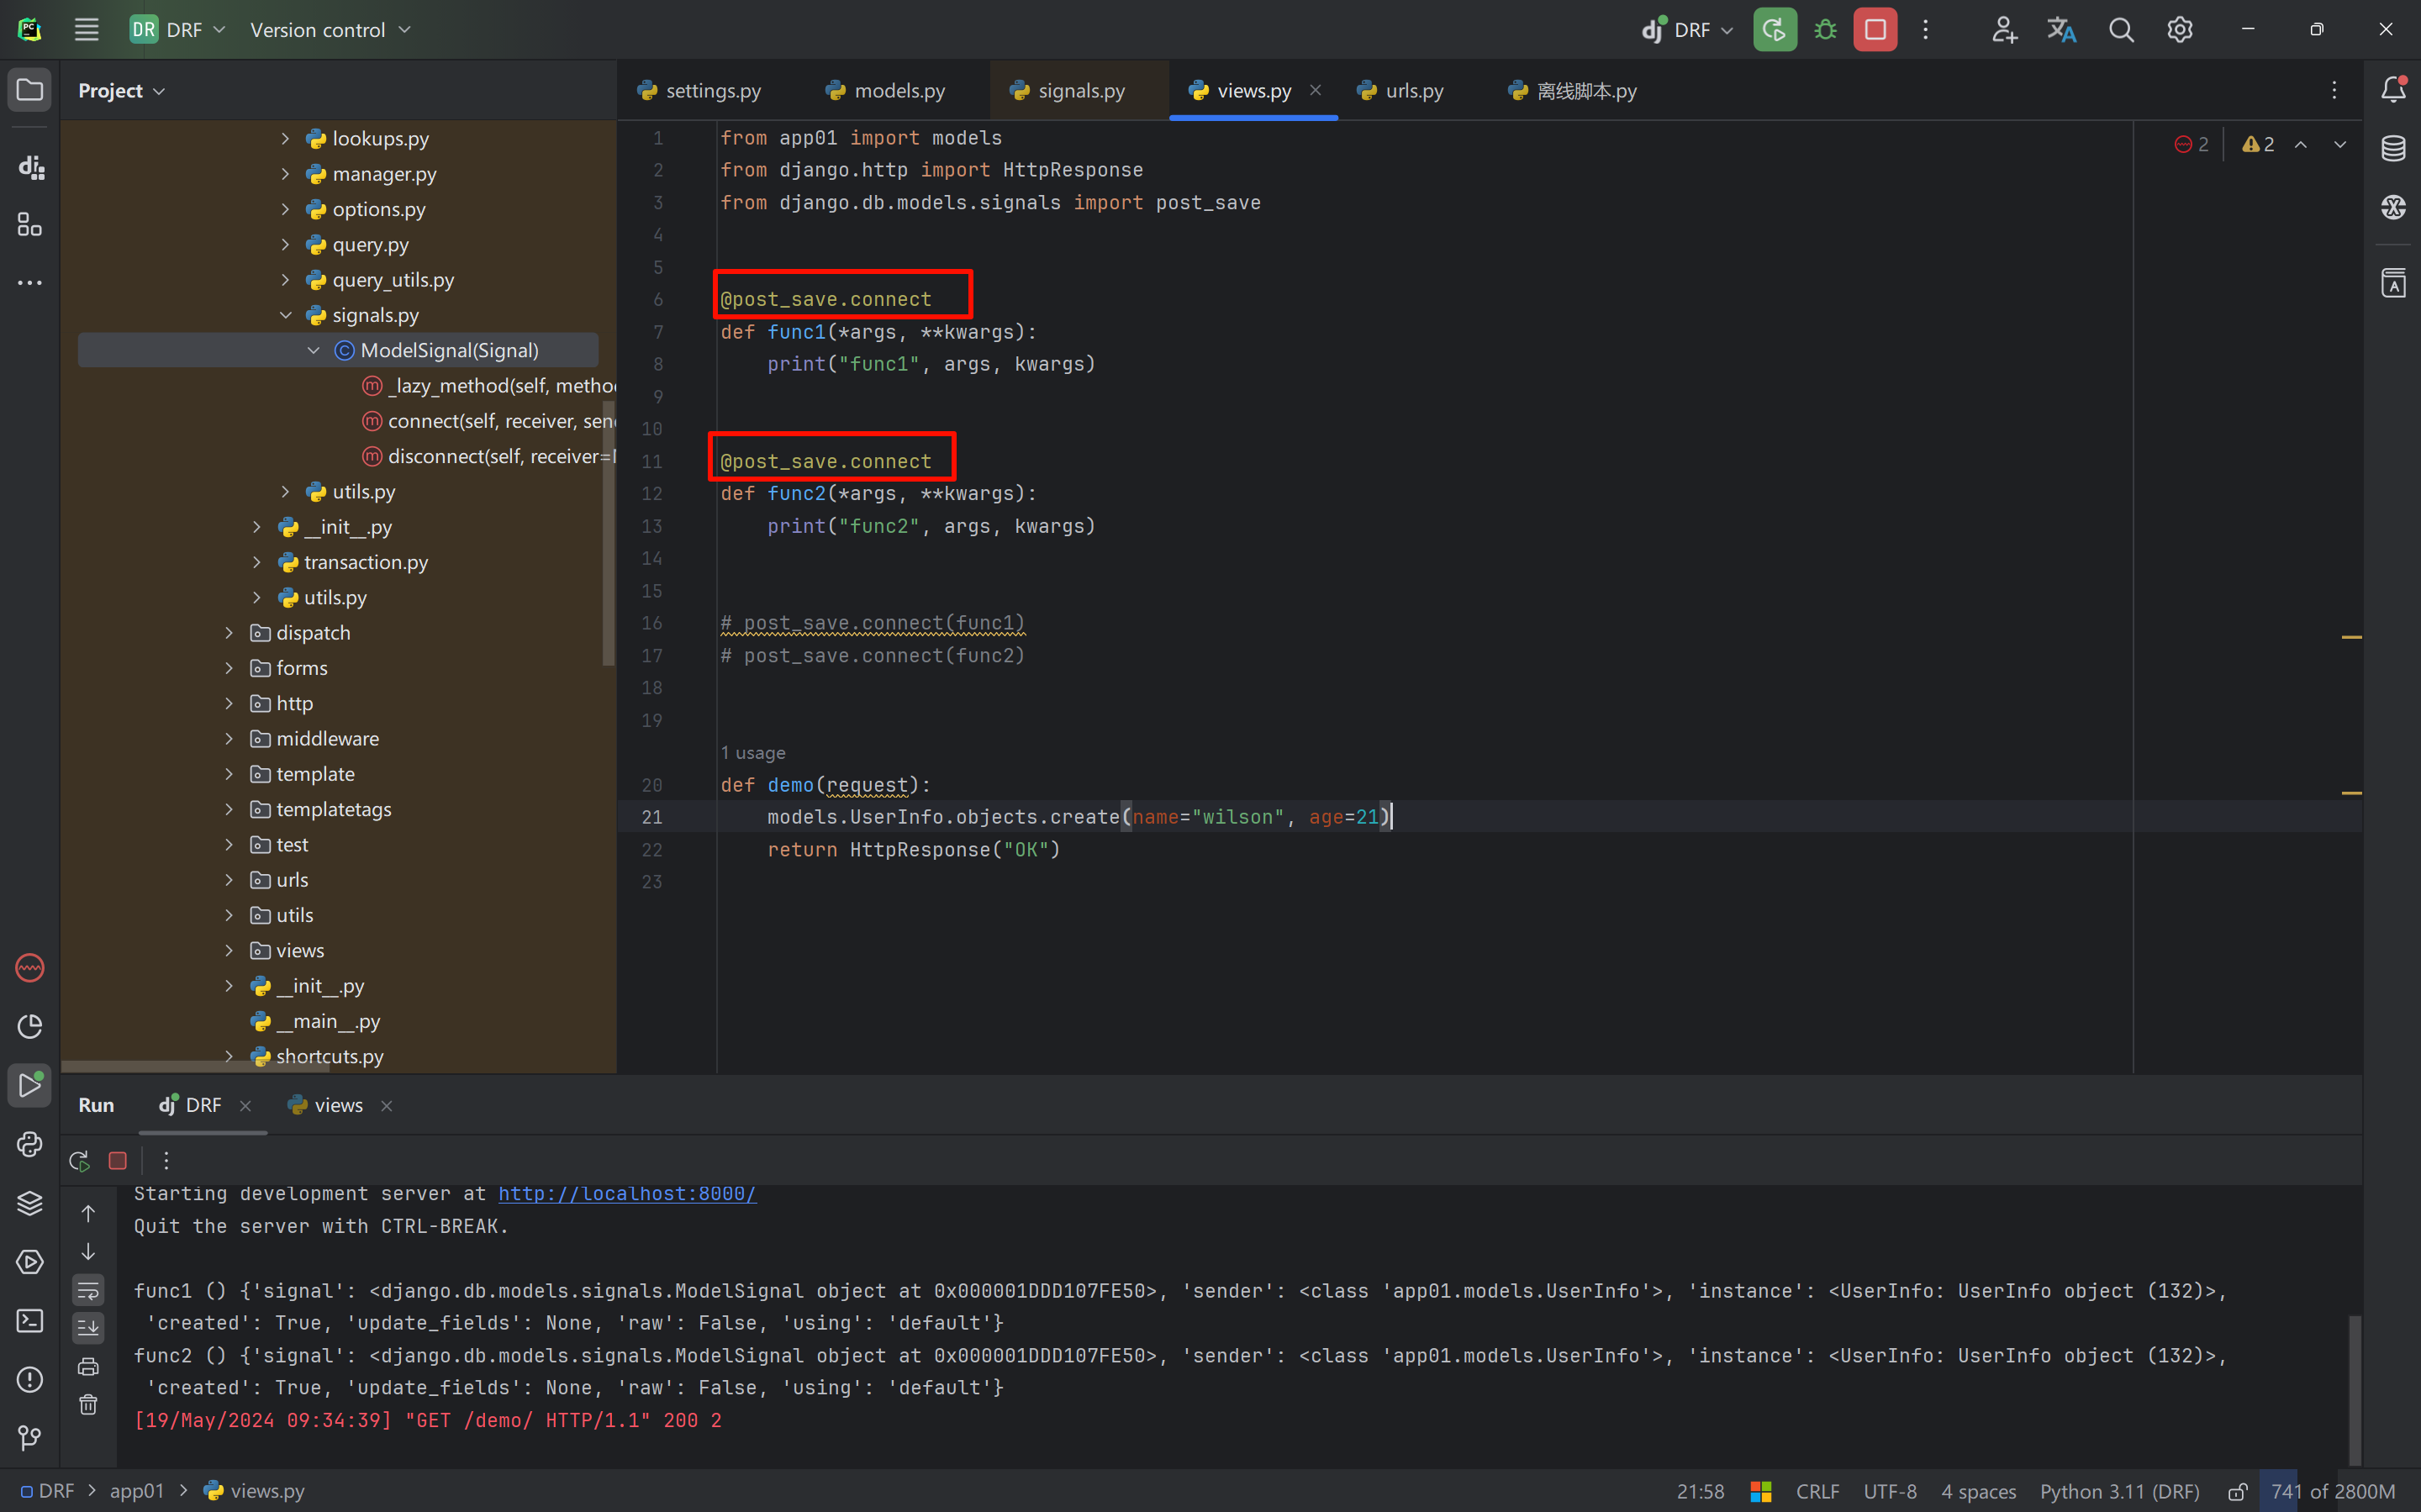 DR DRF Version control DRF
Project
settings.py models.py signals.py views.py urls.py 离线脚本.py
lookups.py
manager.py
options.py
query.py
query_utils.py
signals.py
ModelSignal(Signal)
_lazy_method(self, metho
connect(self, receiver, sen
disconnect(self, receiver=
utils.py
__init__.py
transaction.py
utils.py
dispatch
forms
http
middleware
template
templatetags
test
urls
utils
views
__init__.py
__main__.py
shortcuts.py
2 2
1 from app01 import models
2 from django.http import HttpResponse
3 from django.db.models.signals import post_save
4
5
6 @post_save.connect
7 def func1(*args, **kwargs):
8 print("func1", args, kwargs)
9
10
11 @post_save.connect
12 def func2(*args, **kwargs):
13 print("func2", args, kwargs)
14
15
16 # post_save.connect(func1)
17 # post_save.connect(func2)
18
19
1 usage
20 def demo(request):
21 models.UserInfo.objects.create(name="wilson", age=21)
22 return HttpResponse("OK")
23
Run DRF views
Starting development server at http://localhost:8000/
Quit the server with CTRL-BREAK.
func1 () {'signal': <django.db.models.signals.ModelSignal object at 0x000001DDD107FE50>, 'sender': <class 'app01.models.UserInfo'>, 'instance': <UserInfo: UserInfo object (132)>,
'created': True, 'update_fields': None, 'raw': False, 'using': 'default'}
func2 () {'signal': <django.db.models.signals.ModelSignal object at 0x000001DDD107FE50>, 'sender': <class 'app01.models.UserInfo'>, 'instance': <UserInfo: UserInfo object (132)>,
'created': True, 'update_fields': None, 'raw': False, 'using': 'default'}
[19/May/2024 09:34:39] "GET /demo/ HTTP/1.1" 200 2
DRF > app01 > views.py 21:58 CRLF UTF-8 4 spaces Python 3.11 (DRF) 741 of 2800M